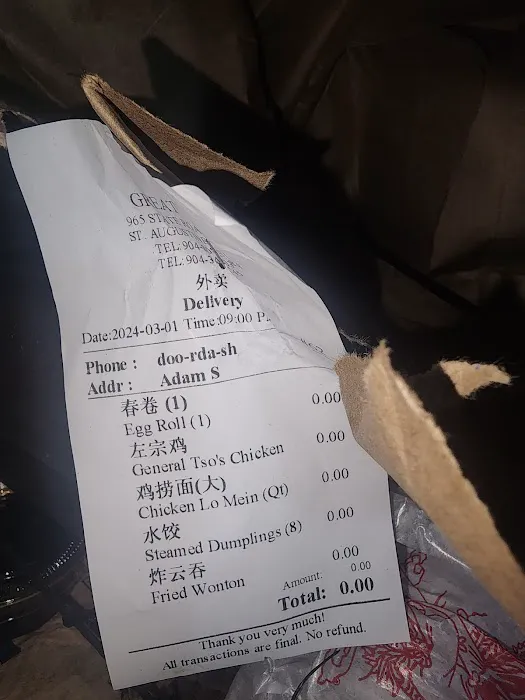 GREAT
965 STATE
ST. AUGUS
TEL:904-
TEL: 904-3
外卖
Delivery
Date:2024-03-01 Time:09:00 P.
Phone : doo-rda-sh
Addr : Adam S
春卷 (1) 0.00
Egg Roll (1)
左宗鸡 0.00
General Tso's Chicken
鸡捞面(大) 0.00
Chicken Lo Mein (Qt)
水饺 0.00
Steamed Dumplings (8)
炸云吞 0.00
Fried Wonton
Amount: 0.00
Total: 0.00
Thank you very much!
All transactions are final. No refund.